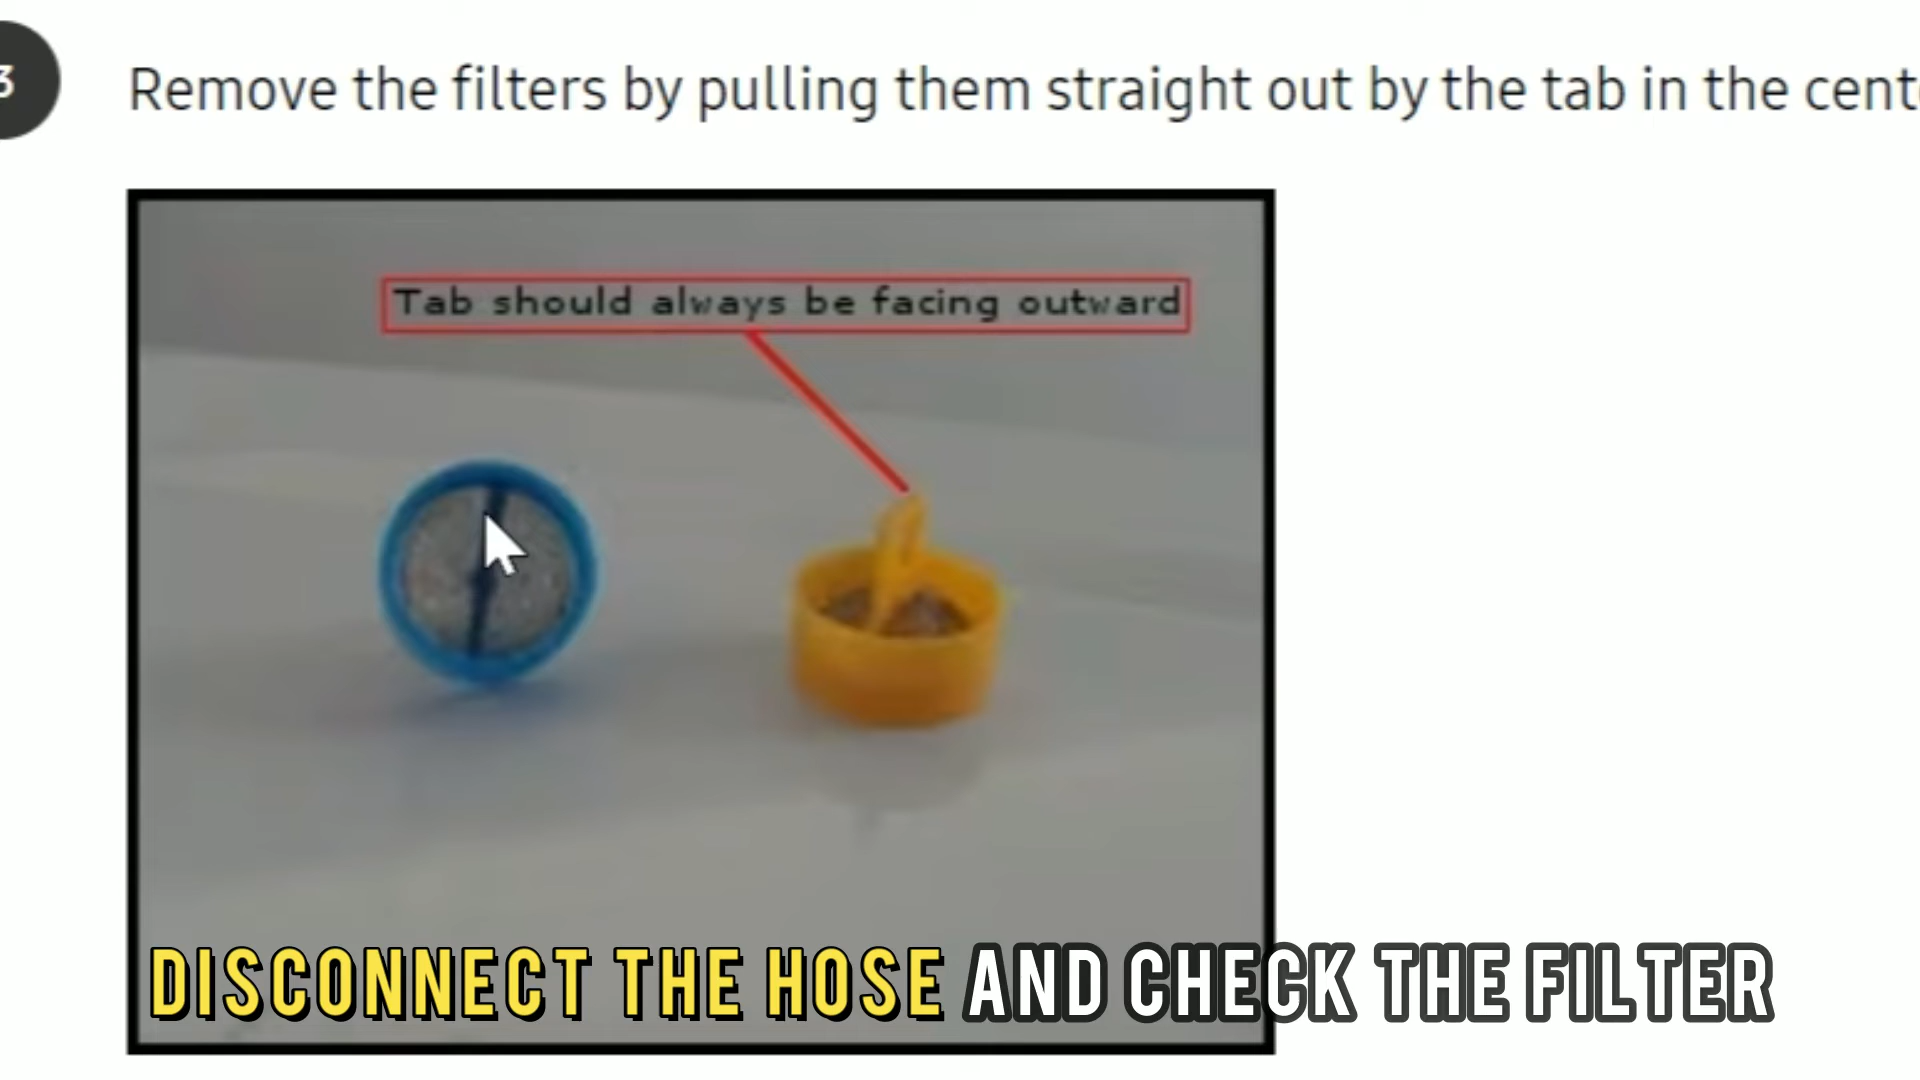 3
Remove the filters by pulling them straight out by the tab in the
Tab should always be facing outward
DISCONNECT THE HOSE AND CHECK THE FILTER